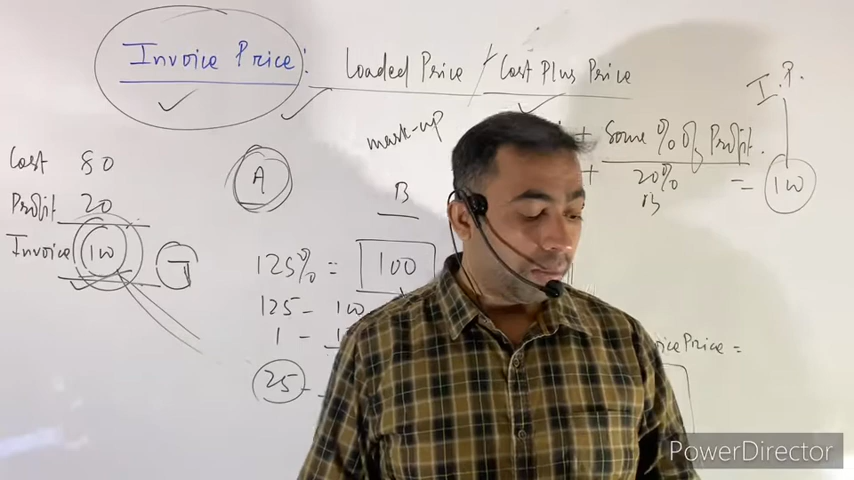 Invoice Price : Loaded Price / Cost Plus Price
I.P.
mark-up
+ Some % of Profit.
+ 20% = 100
B
Cost 80
Profit 20
Invoice 100
A
B
125% = 100
125 - 100
1 -
25 -
Price =
PowerDirector